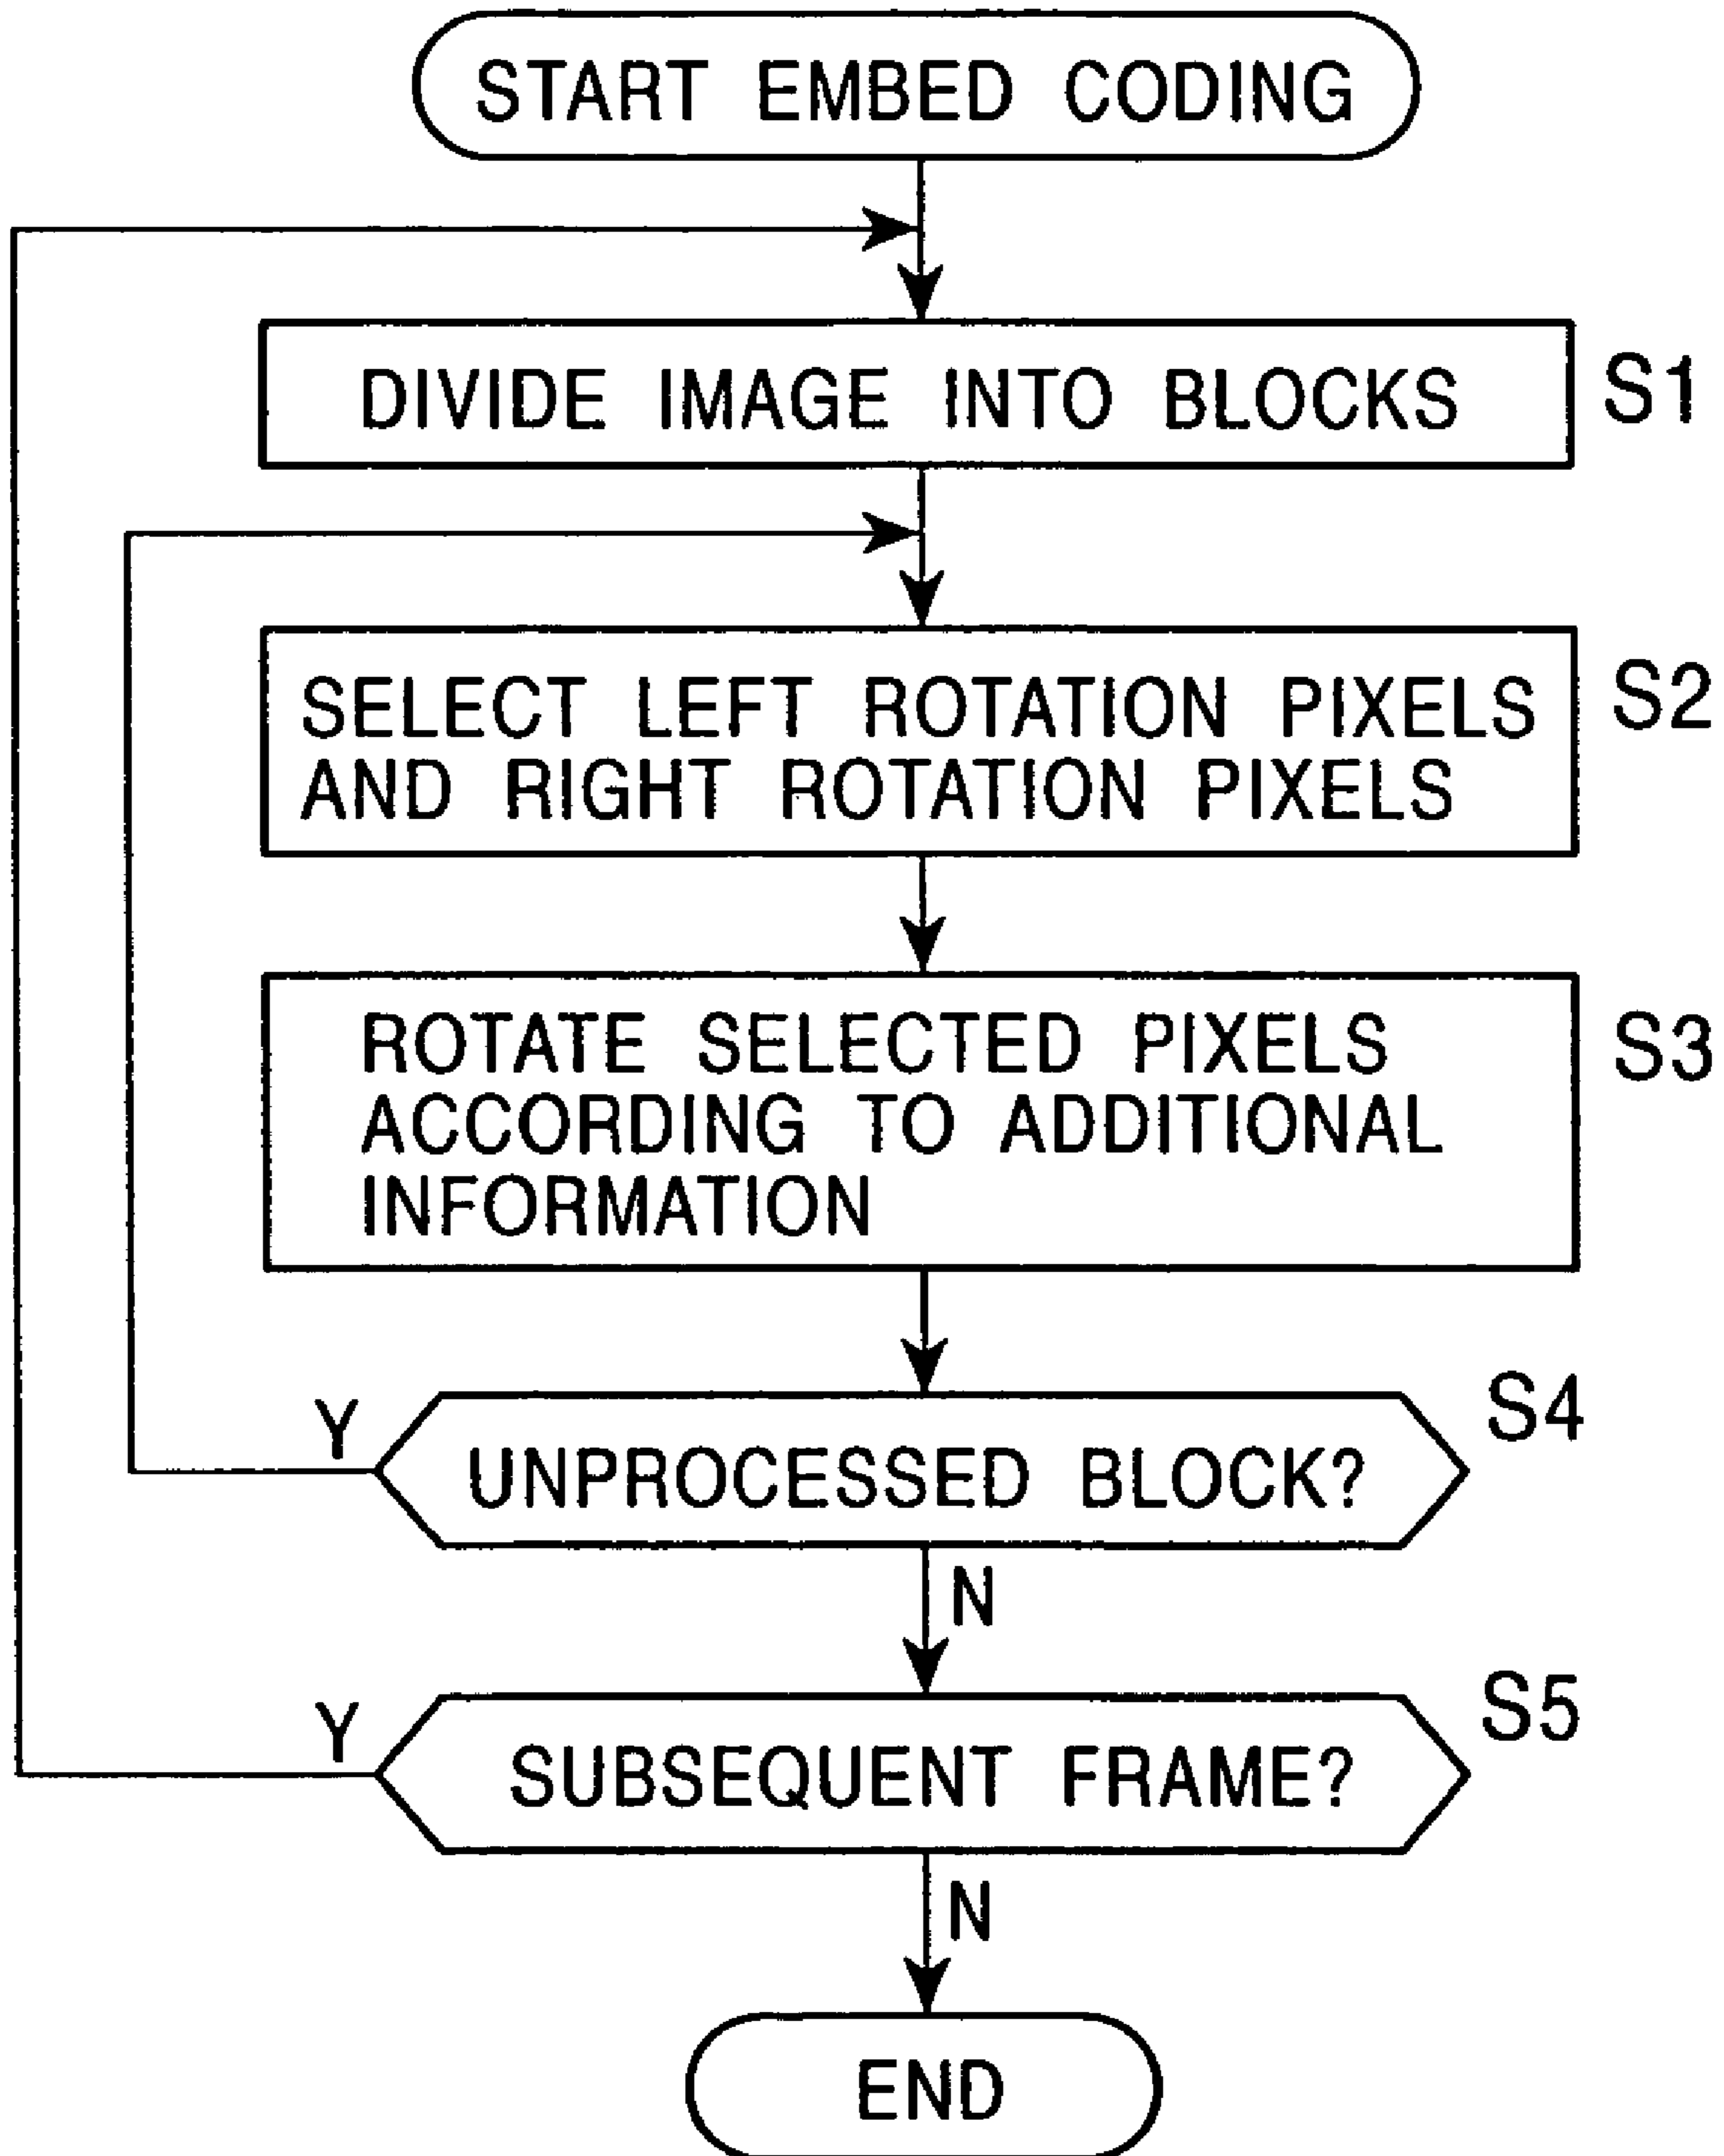 START EMBED CODING
DIVIDE IMAGE INTO BLOCKS
S1
SELECT LEFT ROTATION PIXELS
AND RIGHT ROTATION PIXELS
S2
ROTATE SELECTED PIXELS
ACCORDING TO ADDITIONAL
INFORMATION
S3
Y
UNPROCESSED BLOCK?
S4
N
Y
SUBSEQUENT FRAME?
S5
N
END